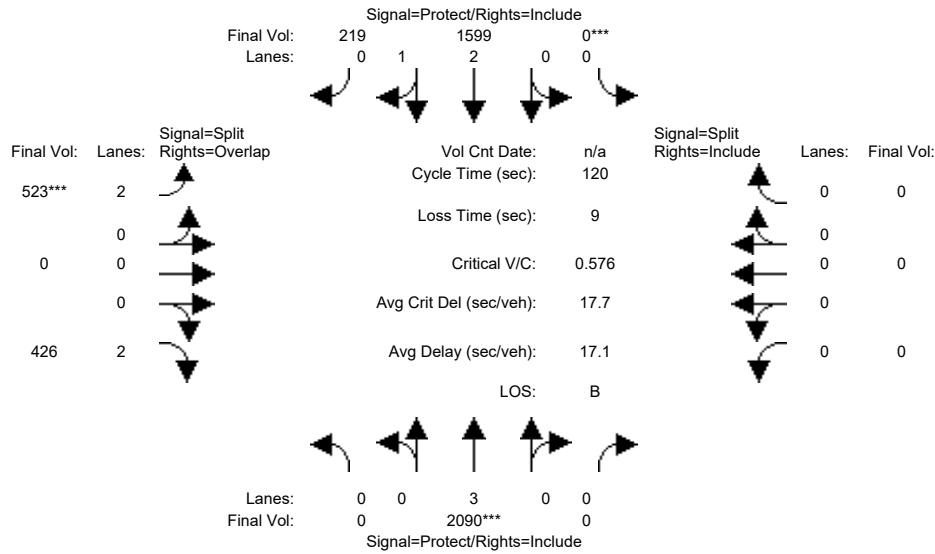 Signal=Protect/Rights=Include
Final Vol: 219 1599 0***
Lanes: 0 1 2 0 0
Signal=Split
Final Vol: Lanes: Rights=Overlap
Vol Cnt Date: n/a
Signal=Split
Rights=Include Lanes: Final Vol:
Cycle Time (sec): 120
523*** 2
0 0
Loss Time (sec): 9
0
0
0 0
Critical V/C: 0.576
0 0
0
Avg Crit Del (sec/veh): 17.7
0
426 2
Avg Delay (sec/veh): 17.1
0 0
LOS: B
Lanes: 0 0 3 0 0
Final Vol: 0 2090*** 0
Signal=Protect/Rights=Include